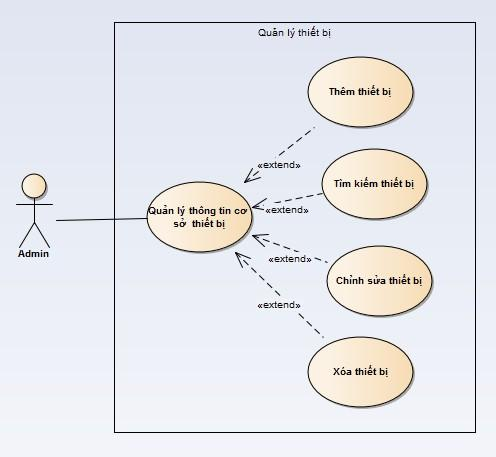 Quản lý thiết bị
Thêm thiết bị
«extend»
Tìm kiếm thiết bị
«extend»
Quản lý thông tin cơ
sở thiết bị
Admin
«extend»
Chỉnh sửa thiết bị
«extend»
Xóa thiết bị